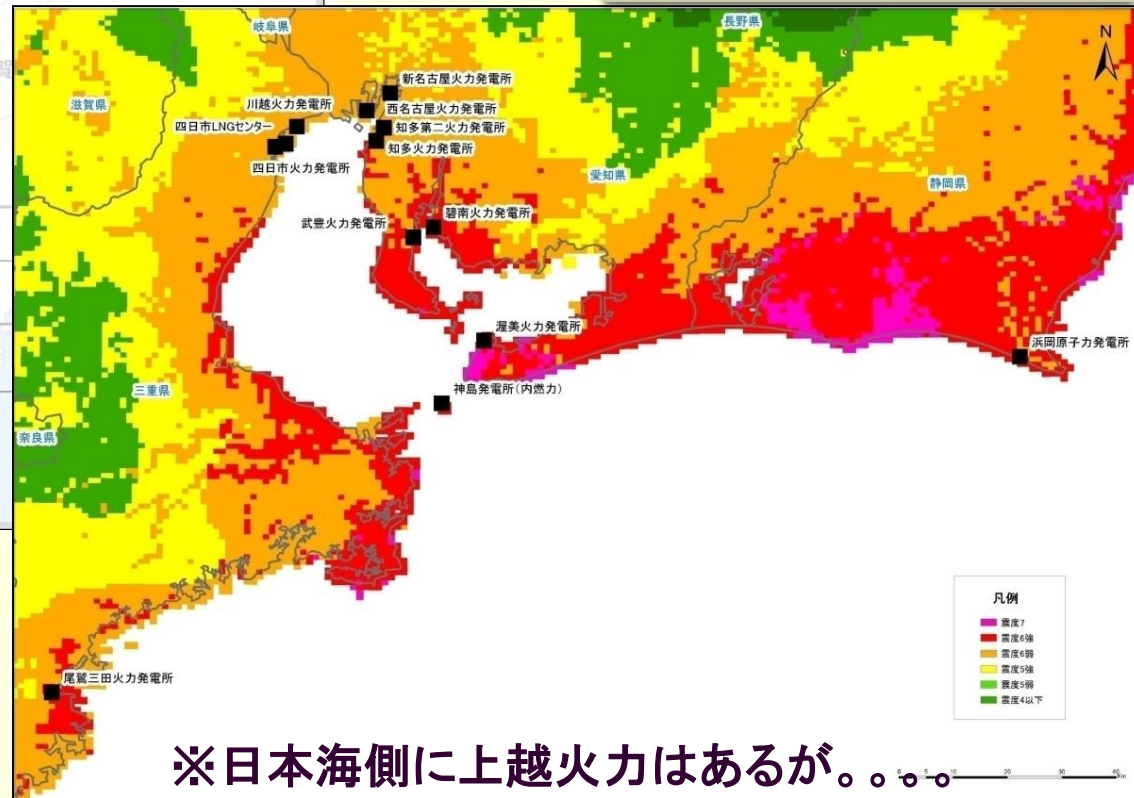 岐阜県
長野県
N
滋賀県
新名古屋火力発電所
川越火力発電所
西名古屋火力発電所
四日市LNGセンター
知多第二火力発電所
知多火力発電所
四日市火力発電所
愛知県
静岡県
碧南火力発電所
武豊火力発電所
渥美火力発電所
浜岡原子力発電所
三重県
神島発電所(内燃力)
奈良県
凡例
震度7
震度6強
震度6弱
震度5強
震度5弱
震度4以下
尾鷲三田火力発電所
※日本海側に上越火力はあるが。。。。